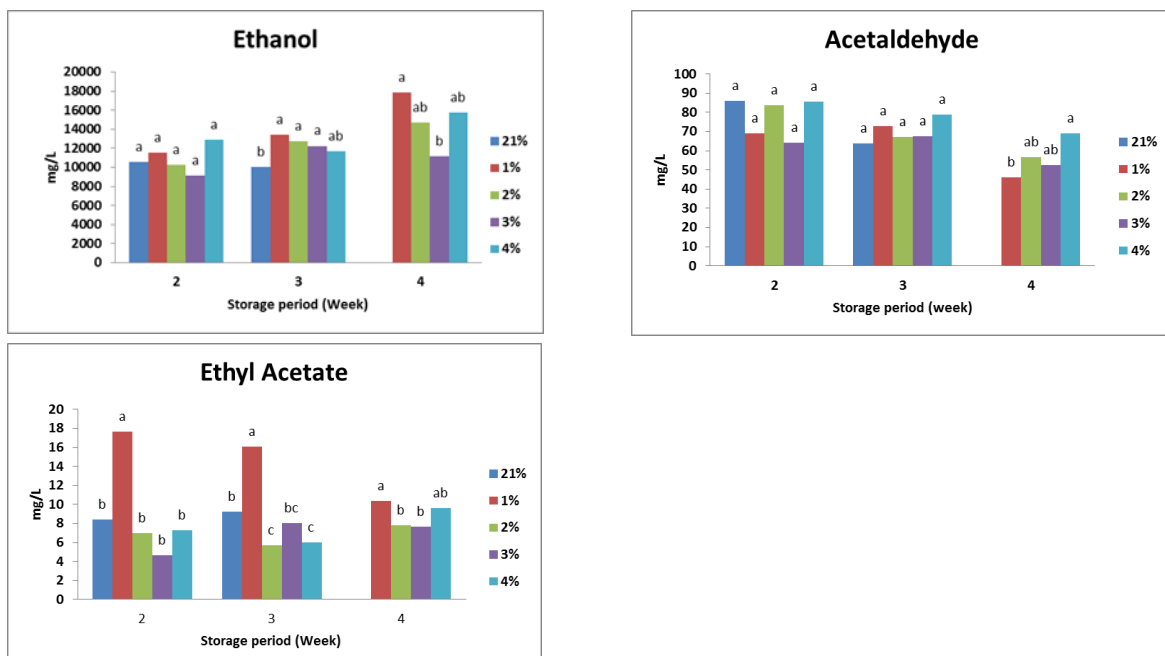 Ethanol
20000
18000
16000
14000
12000
10000
8000
6000
4000
2000
0
mg/L
a a a a a
b a a a ab
a ab b ab
2 3 4
Storage period (Week)
21%
1%
2%
3%
4%
Acetaldehyde
100
90
80
70
60
50
40
30
20
10
0
mg/L
a a a a a
a a a a a
b ab ab a
2 3 4
Storage period (week)
21%
1%
2%
3%
4%
Ethyl Acetate
20
18
16
14
12
10
8
6
4
2
0
mg/L
b a b b b
b a c bc c
a b b ab
2 3 4
Storage period (Week)
21%
1%
2%
3%
4%